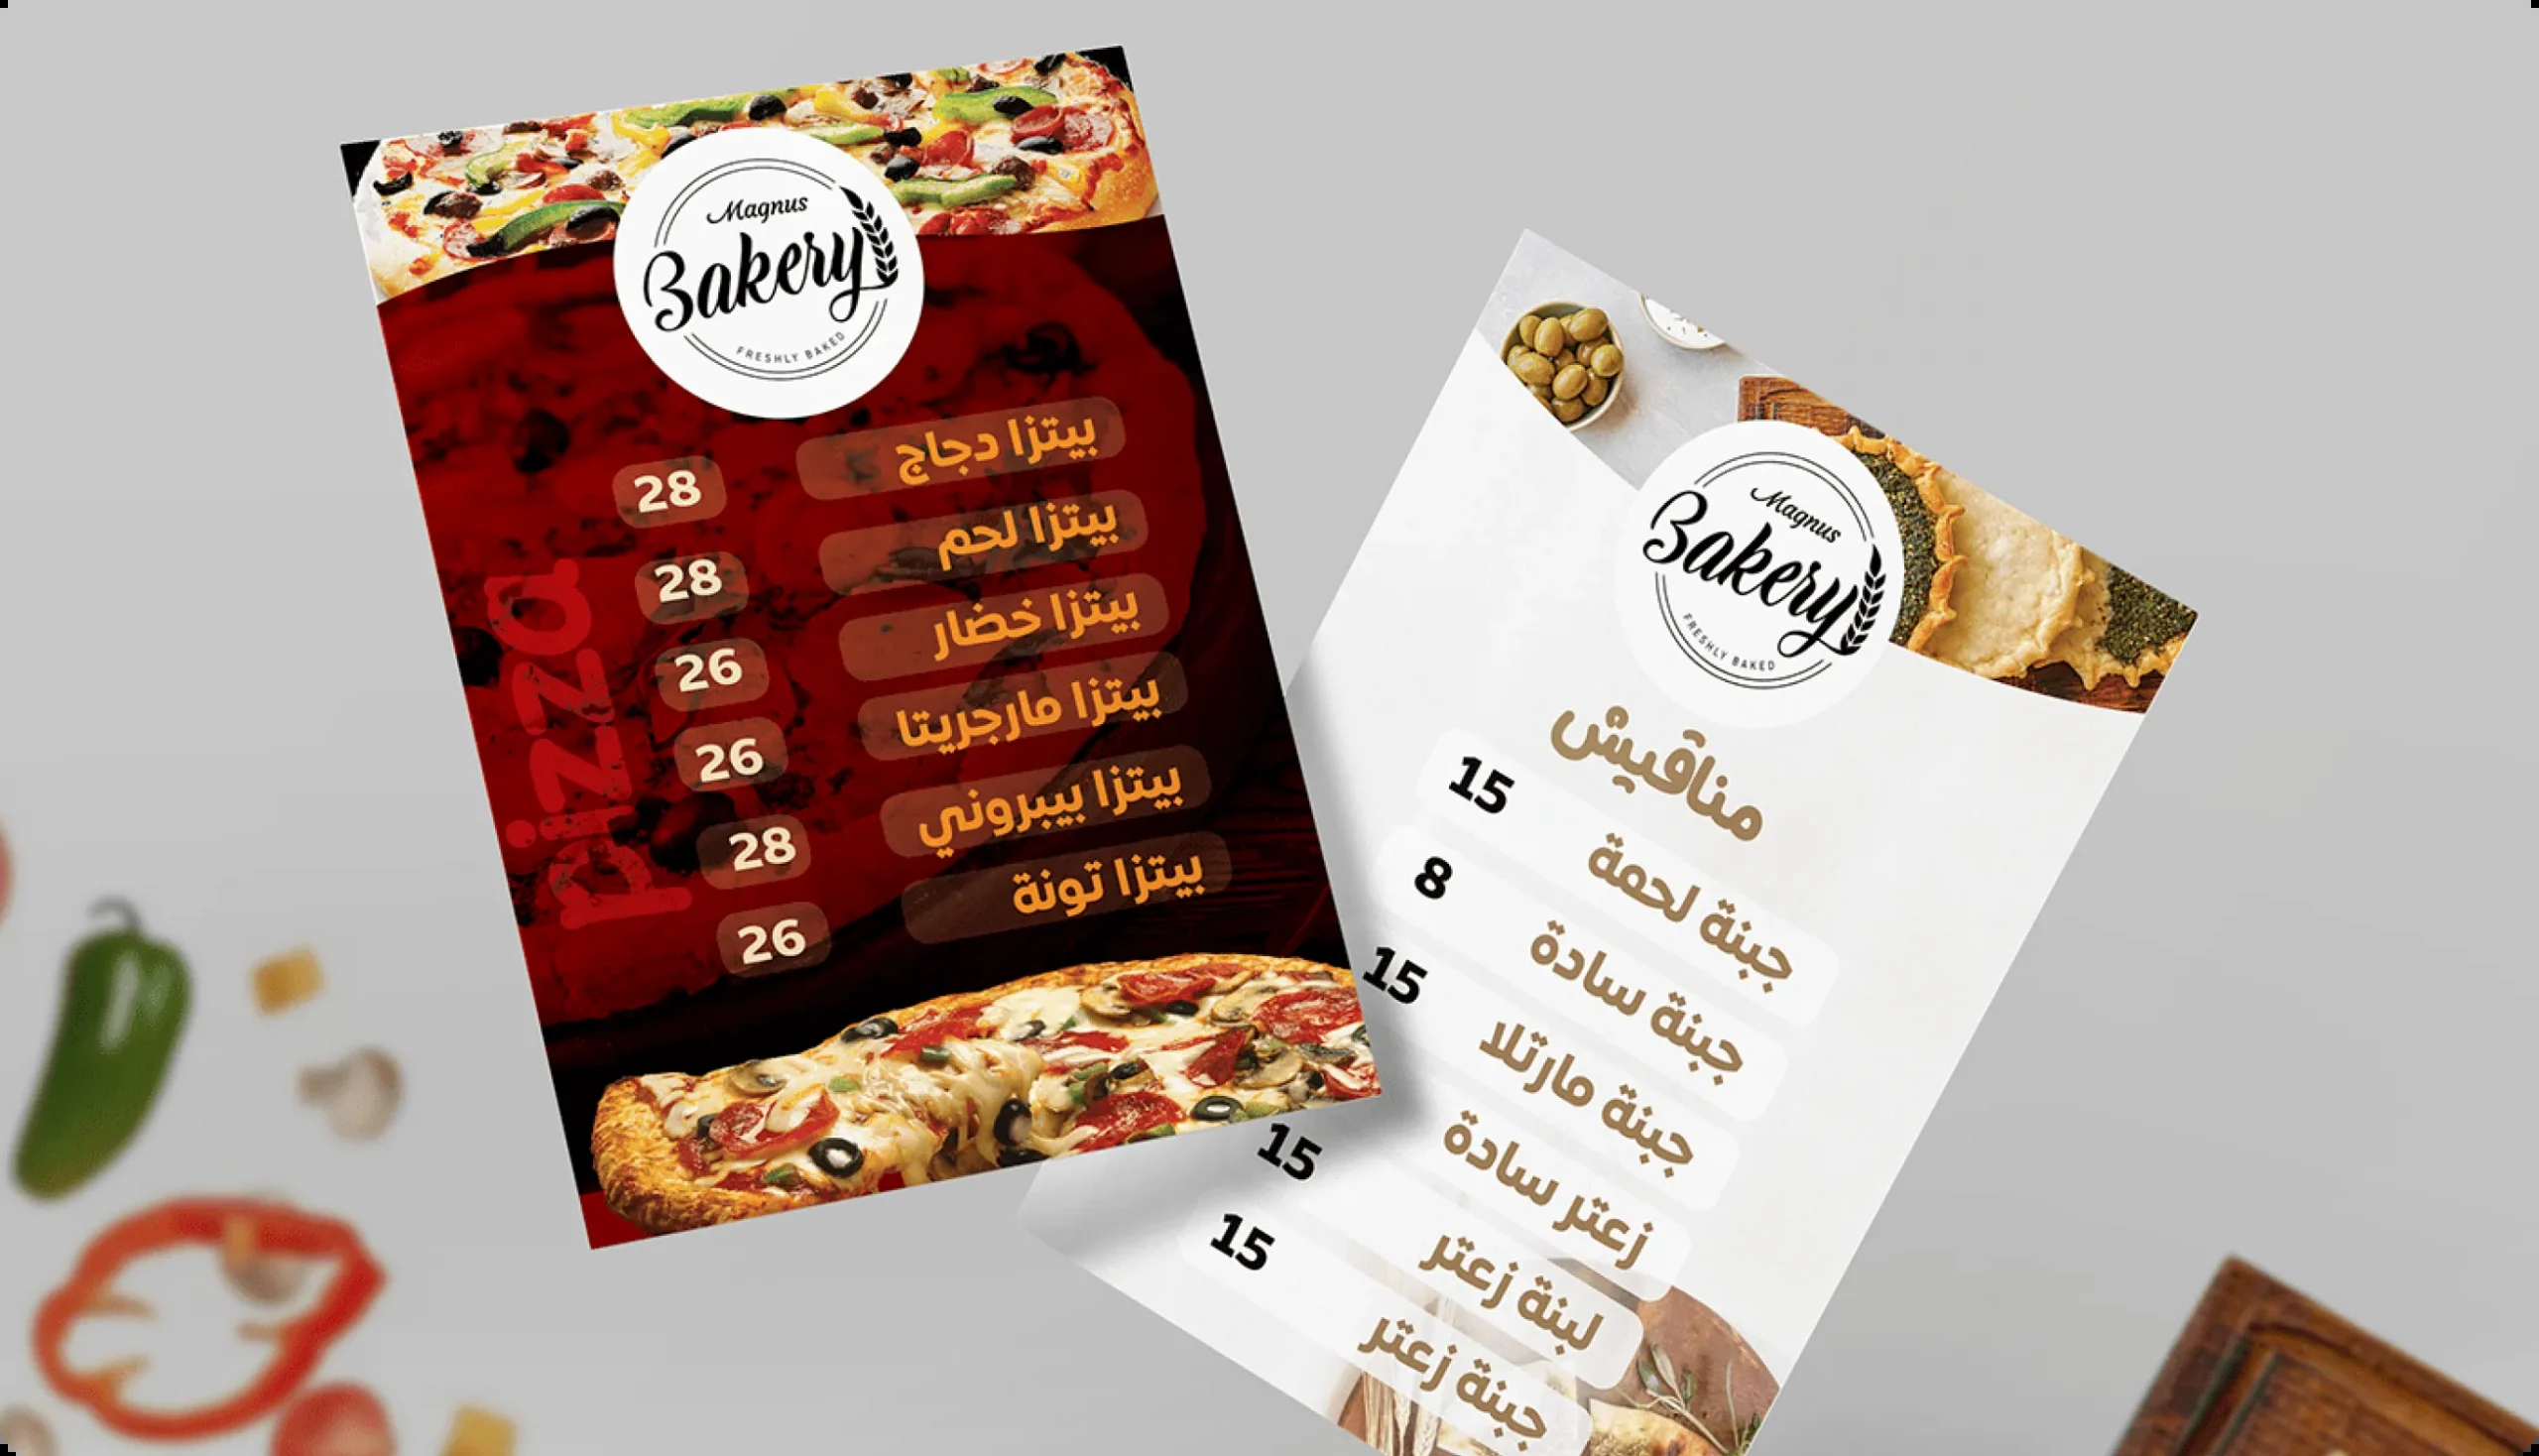 Magnus
Bakery
FRESHLY BAKED
pizza
بيتزا دجاج 28
بيتزا لحم 28
بيتزا خضار 26
بيتزا مارجريتا 26
بيتزا بيبروني 28
بيتزا تونة 26
Magnus
Bakery
FRESHLY BAKED
مناقيش
جبنة لحمة 15
جبنة سادة 8
جبنة مارتلا 15
زعتر سادة
لبنة زعتر 15
جبنة زعتر 15